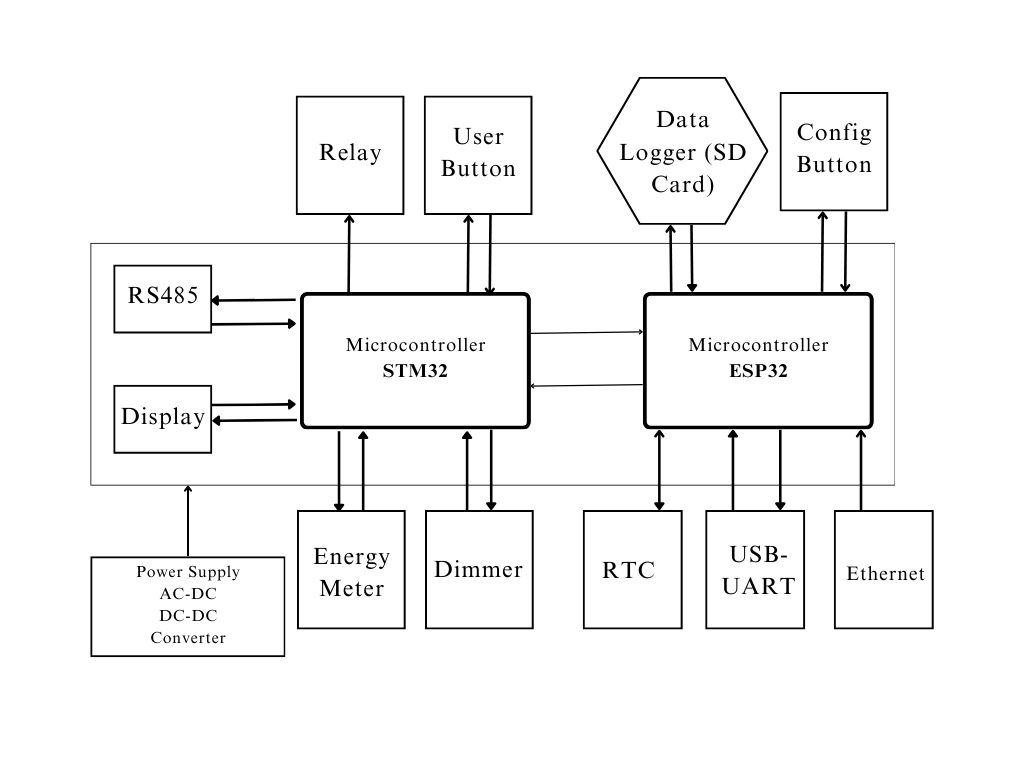 Relay
User
Button
Data
Logger (SD
Card)
Config
Button
RS485
Display
Microcontroller
STM32
Microcontroller
ESP32
Power Supply
AC-DC
DC-DC
Converter
Energy
Meter
Dimmer
RTC
USB-
UART
Ethernet